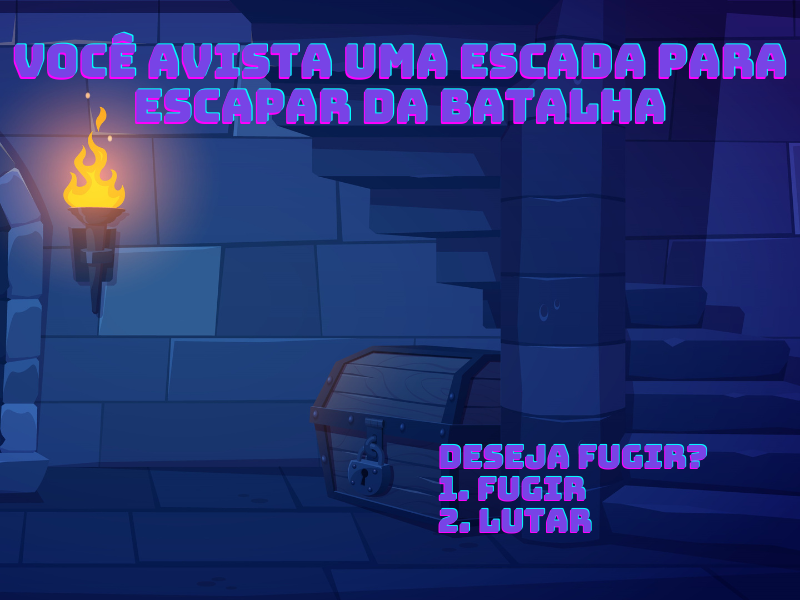 VOCÊ AVISTA UMA ESCADA PARA
ESCAPAR DA BATALHA
DESEJA FUGIR?
1. FUGIR
2. LUTAR